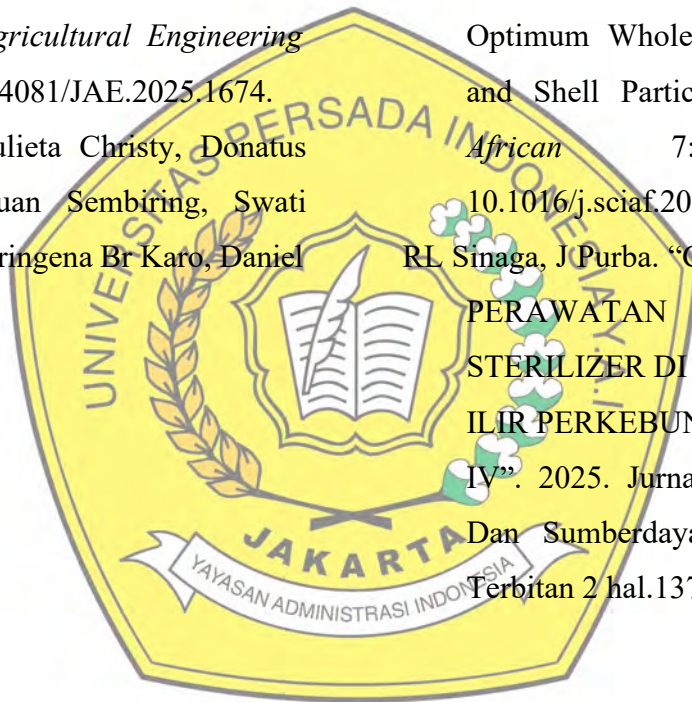 gricultural Engineering
4081/JAE.2025.1674.
ulieta Christy, Donatus
uan Sembiring, Swati
ringena Br Karo, Daniel
Optimum Whole
and Shell Partic
African 7:
10.1016/j.sciaf.20
RL Sinaga, J Purba. “C
PERAWATAN
STERILIZER DI
ILIR PERKEBUN
IV”. 2025. Jurna
Dan Sumberdaya
Terbitan 2 hal.137
UNIVERSITAS PERSADA INDONESIA Y.A.I
JAKARTA
YAYASAN ADMINISTRASI INDONESIA